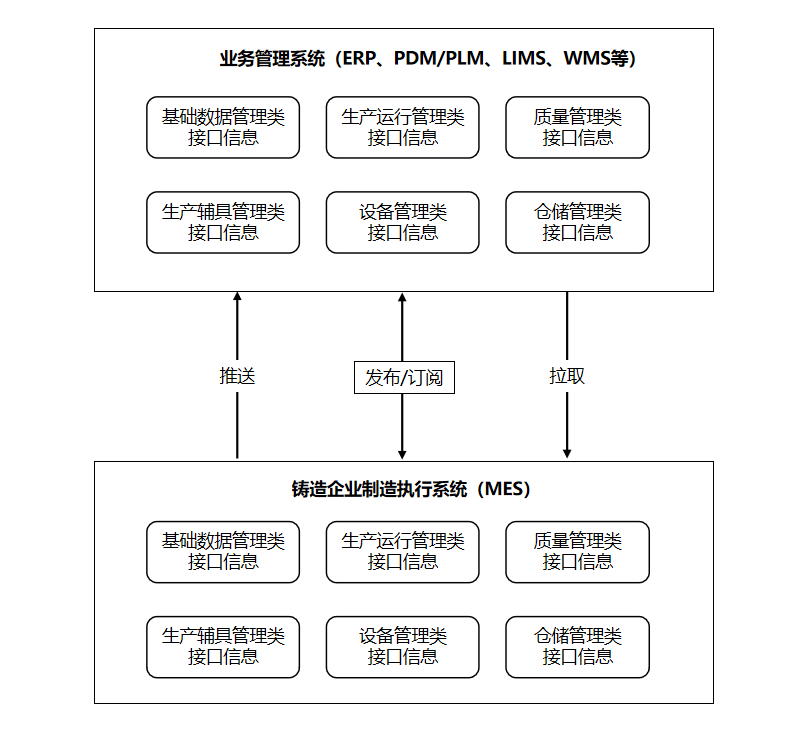 业务管理系统（ERP、PDM/PLM、LIMS、WMS等）
基础数据管理类
接口信息
生产运行管理类
接口信息
质量管理类
接口信息
生产辅具管理类
接口信息
设备管理类
接口信息
仓储管理类
接口信息
推送
发布/订阅
拉取
铸造企业制造执行系统（MES）
基础数据管理类
接口信息
生产运行管理类
接口信息
质量管理类
接口信息
生产辅具管理类
接口信息
设备管理类
接口信息
仓储管理类
接口信息